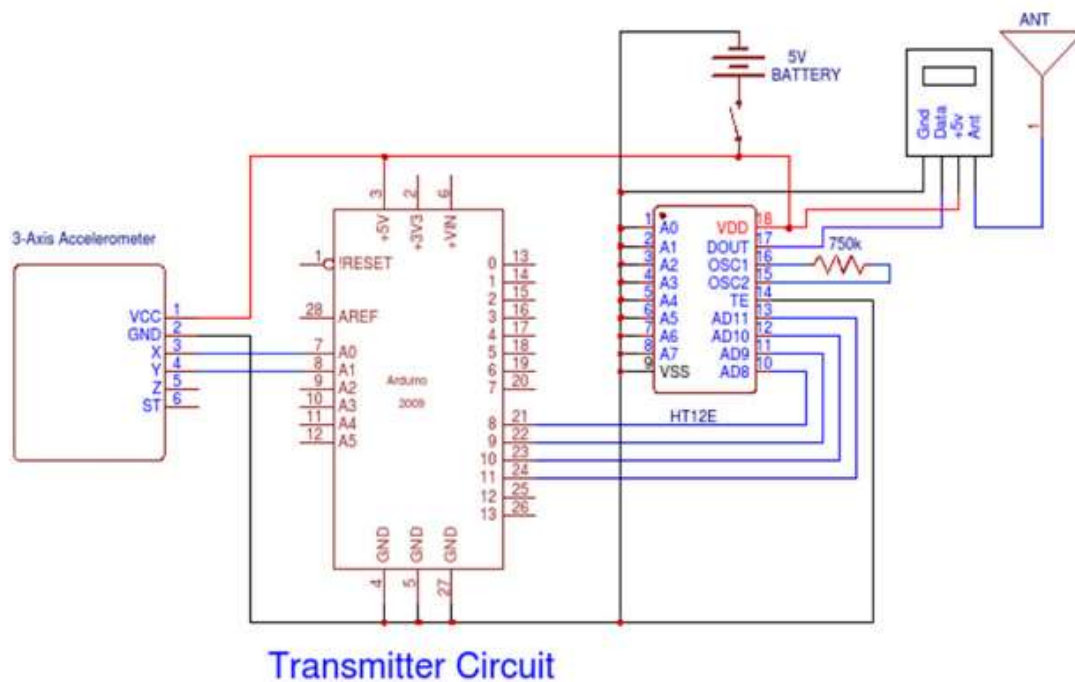 ANT
5V
BATTERY
Gnd
Data
+5v
Ant
1
3-Axis Accelerometer
VCC 1
GND 2
X 3
Y 4
Z 5
ST 6
3 2 6
+5V
+3V3
+VIN
1 !RESET
28 AREF
7 A0
8 A1
9 A2
10 A3
11 A4
12 A5
Arduino
2009
0 13
1 14
2 15
3 16
4 17
5 18
6 19
7 20
8 21
9 22
10 23
11 24
12 25
13 26
GND
GND
GND
4 5 27
1 A0 VDD 18
2 A1 DOUT 17
3 A2 OSC1 16
4 A3 OSC2 15
5 A4 TE 14
6 A5 AD11 13
7 A6 AD10 12
8 A7 AD9 11
9 VSS AD8 10
750k
HT12E
Transmitter Circuit